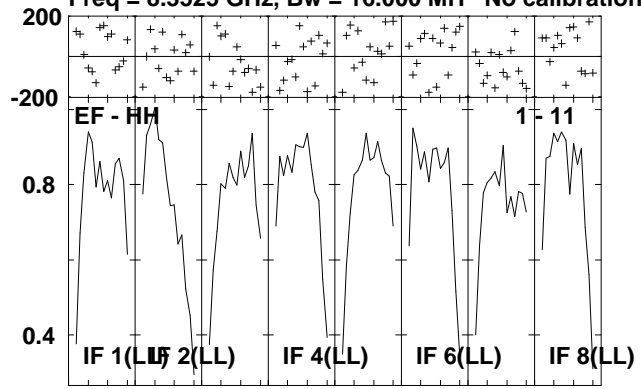 200
-200
EF - HH 1 - 11
0.8
0.4
IF 1(LL) IF 2(LL) IF 4(LL) IF 6(LL) IF 8(LL)